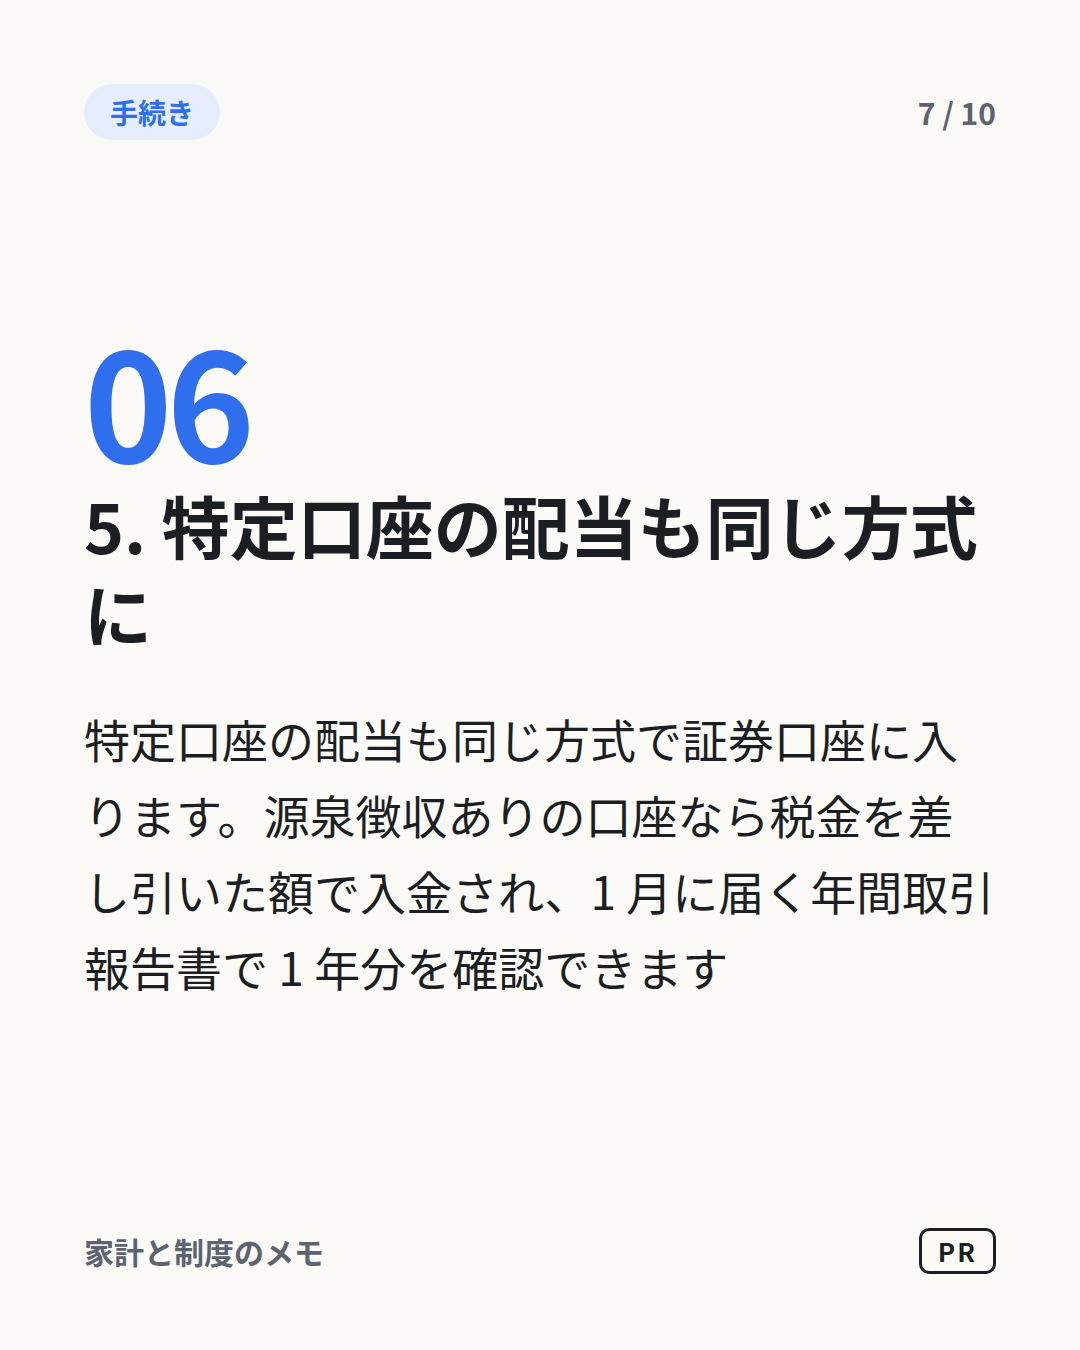 手続き
7 / 10
06
5. 特定口座の配当も同じ方式
に
特定口座の配当も同じ方式で証券口座に入
ります。源泉徴収ありの口座なら税金を差
し引いた額で入金され、1 月に届く年間取引
報告書で 1 年分を確認できます
家計と制度のメモ
PR